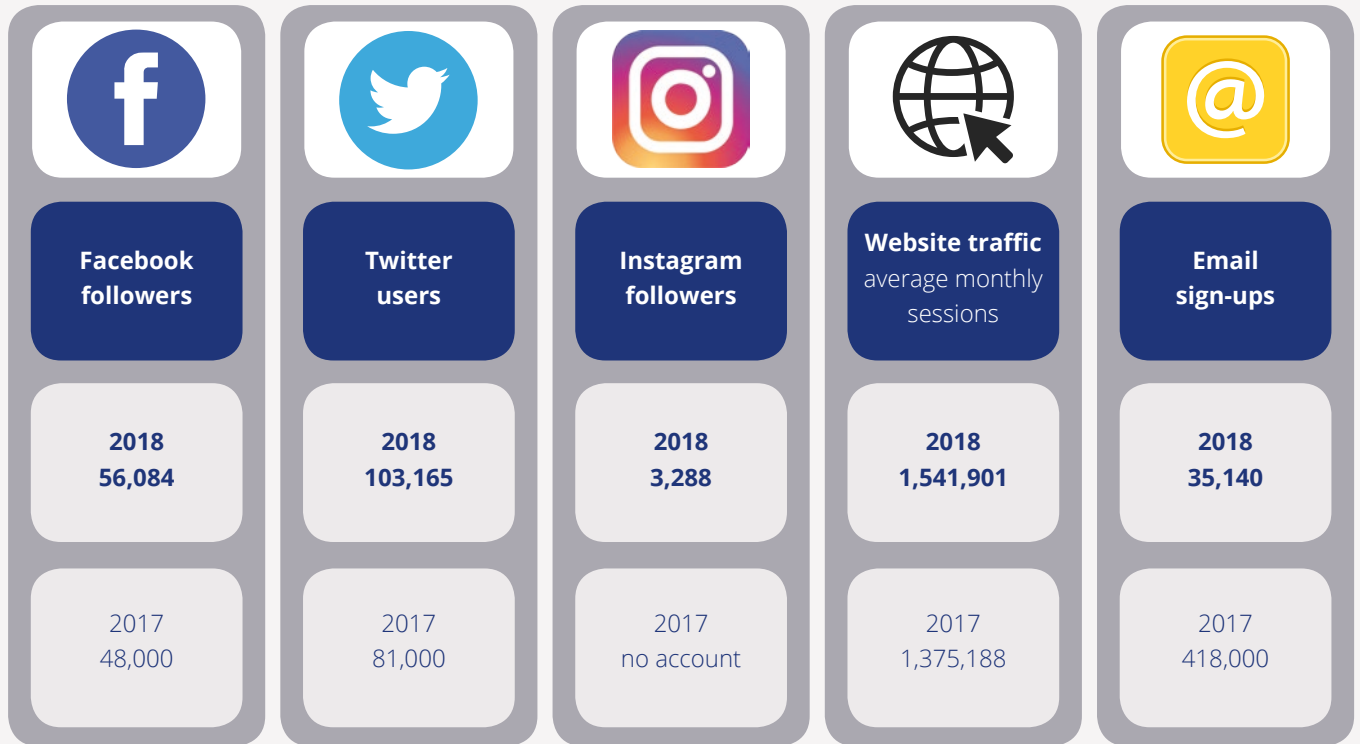 Facebook
followers
2018
56,084
2017
48,000
Twitter
users
2018
103,165
2017
81,000
Instagram
followers
2018
3,288
2017
no account
Website traffic
average monthly
sessions
2018
1,541,901
2017
1,375,188
@
Email
sign-ups
2018
35,140
2017
418,000